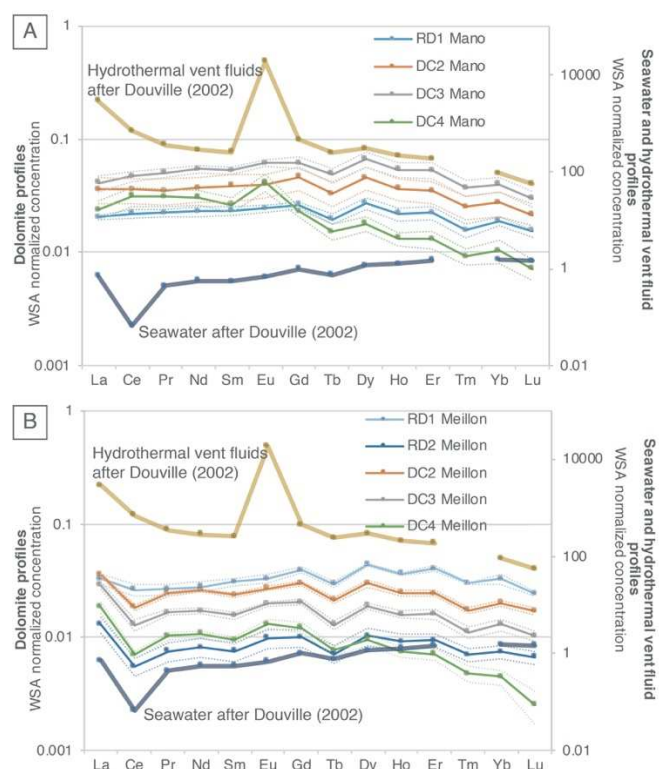 A
1
0.1
0.01
0.001
Dolomite profiles
WSA normalized concentration
Hydrothermal vent fluids
after Douville (2002)
RD1 Mano
DC2 Mano
DC3 Mano
DC4 Mano
Seawater after Douville (2002)
10000
100
1
0.01
Seawater and hydrothermal vent fluid
profiles
WSA normalized concentration
La Ce Pr Nd Sm Eu Gd Tb Dy Ho Er Tm Yb Lu
B
1
0.1
0.01
0.001
Dolomite profiles
WSA normalized concentration
Hydrothermal vent fluids
after Douville (2002)
RD1 Meillon
RD2 Meillon
DC2 Meillon
DC3 Meillon
DC4 Meillon
Seawater after Douville (2002)
10000
100
1
0.01
Seawater and hydrothermal vent fluid
profiles
WSA normalized concentration
La Ce Pr Nd Sm Eu Gd Tb Dy Ho Er Tm Yb Lu